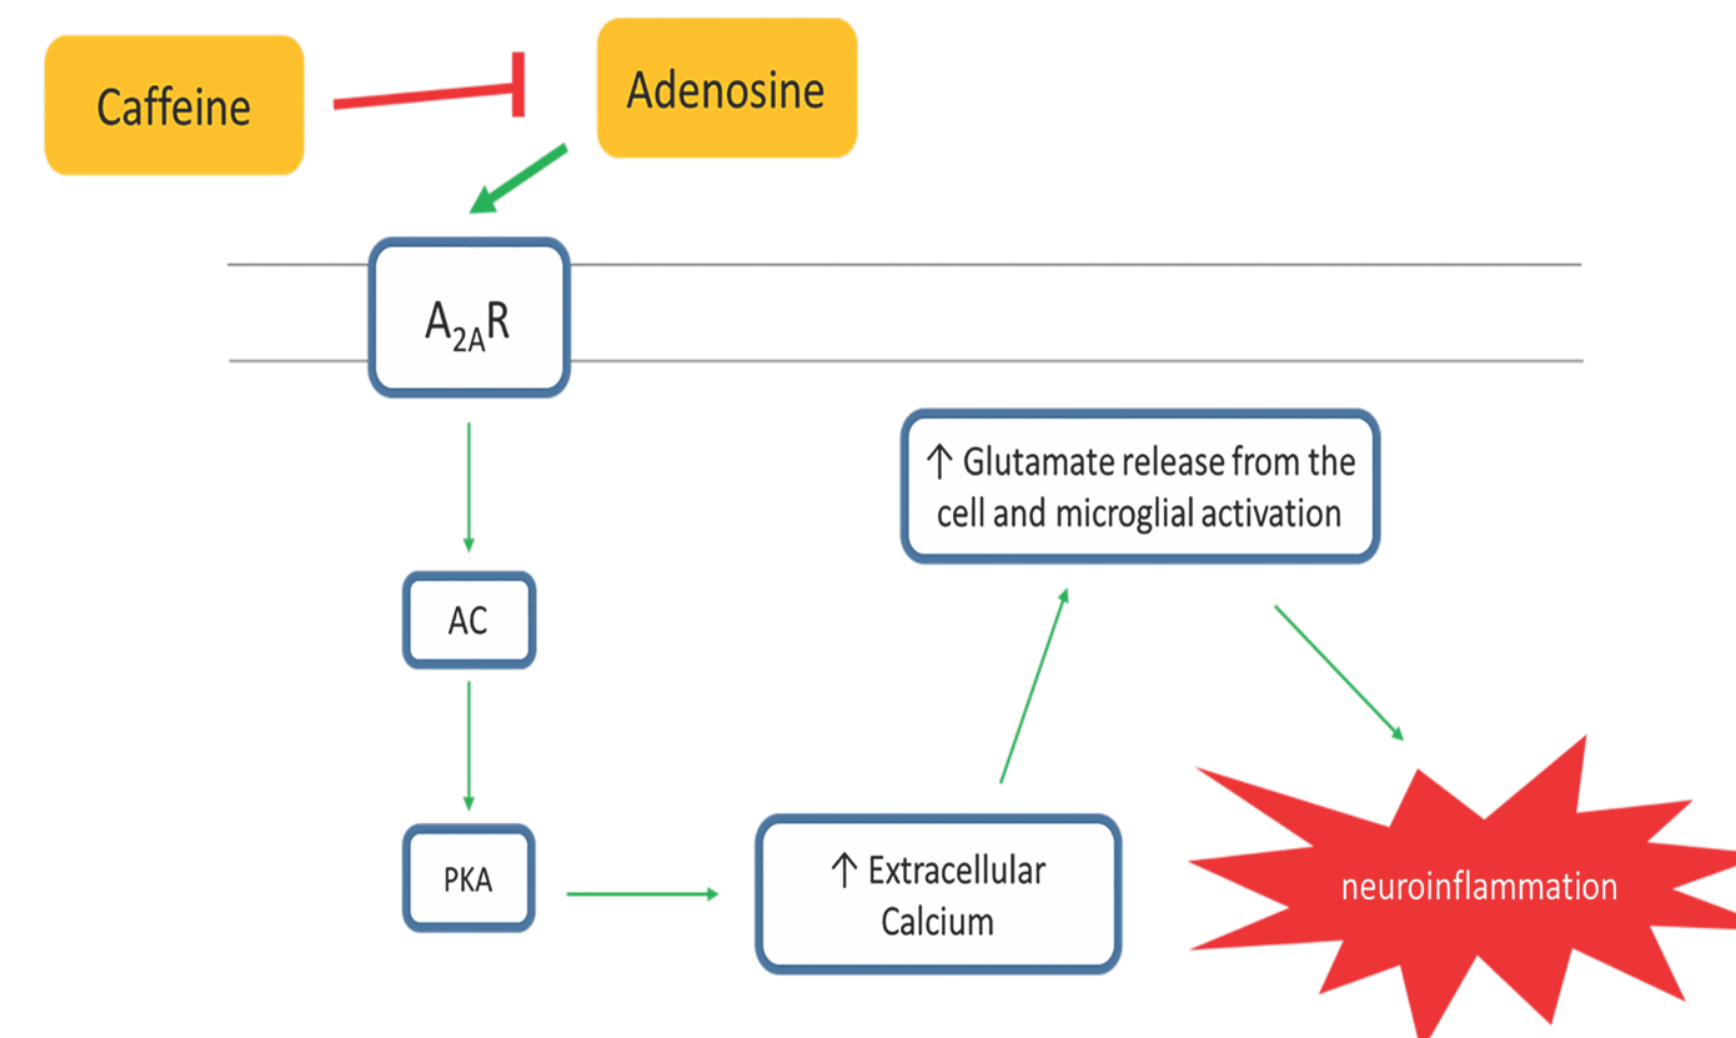 Caffeine
Adenosine
A₂ₐR
↑ Glutamate release from the
cell and microglial activation
AC
PKA
↑ Extracellular
Calcium
neuroinflammation